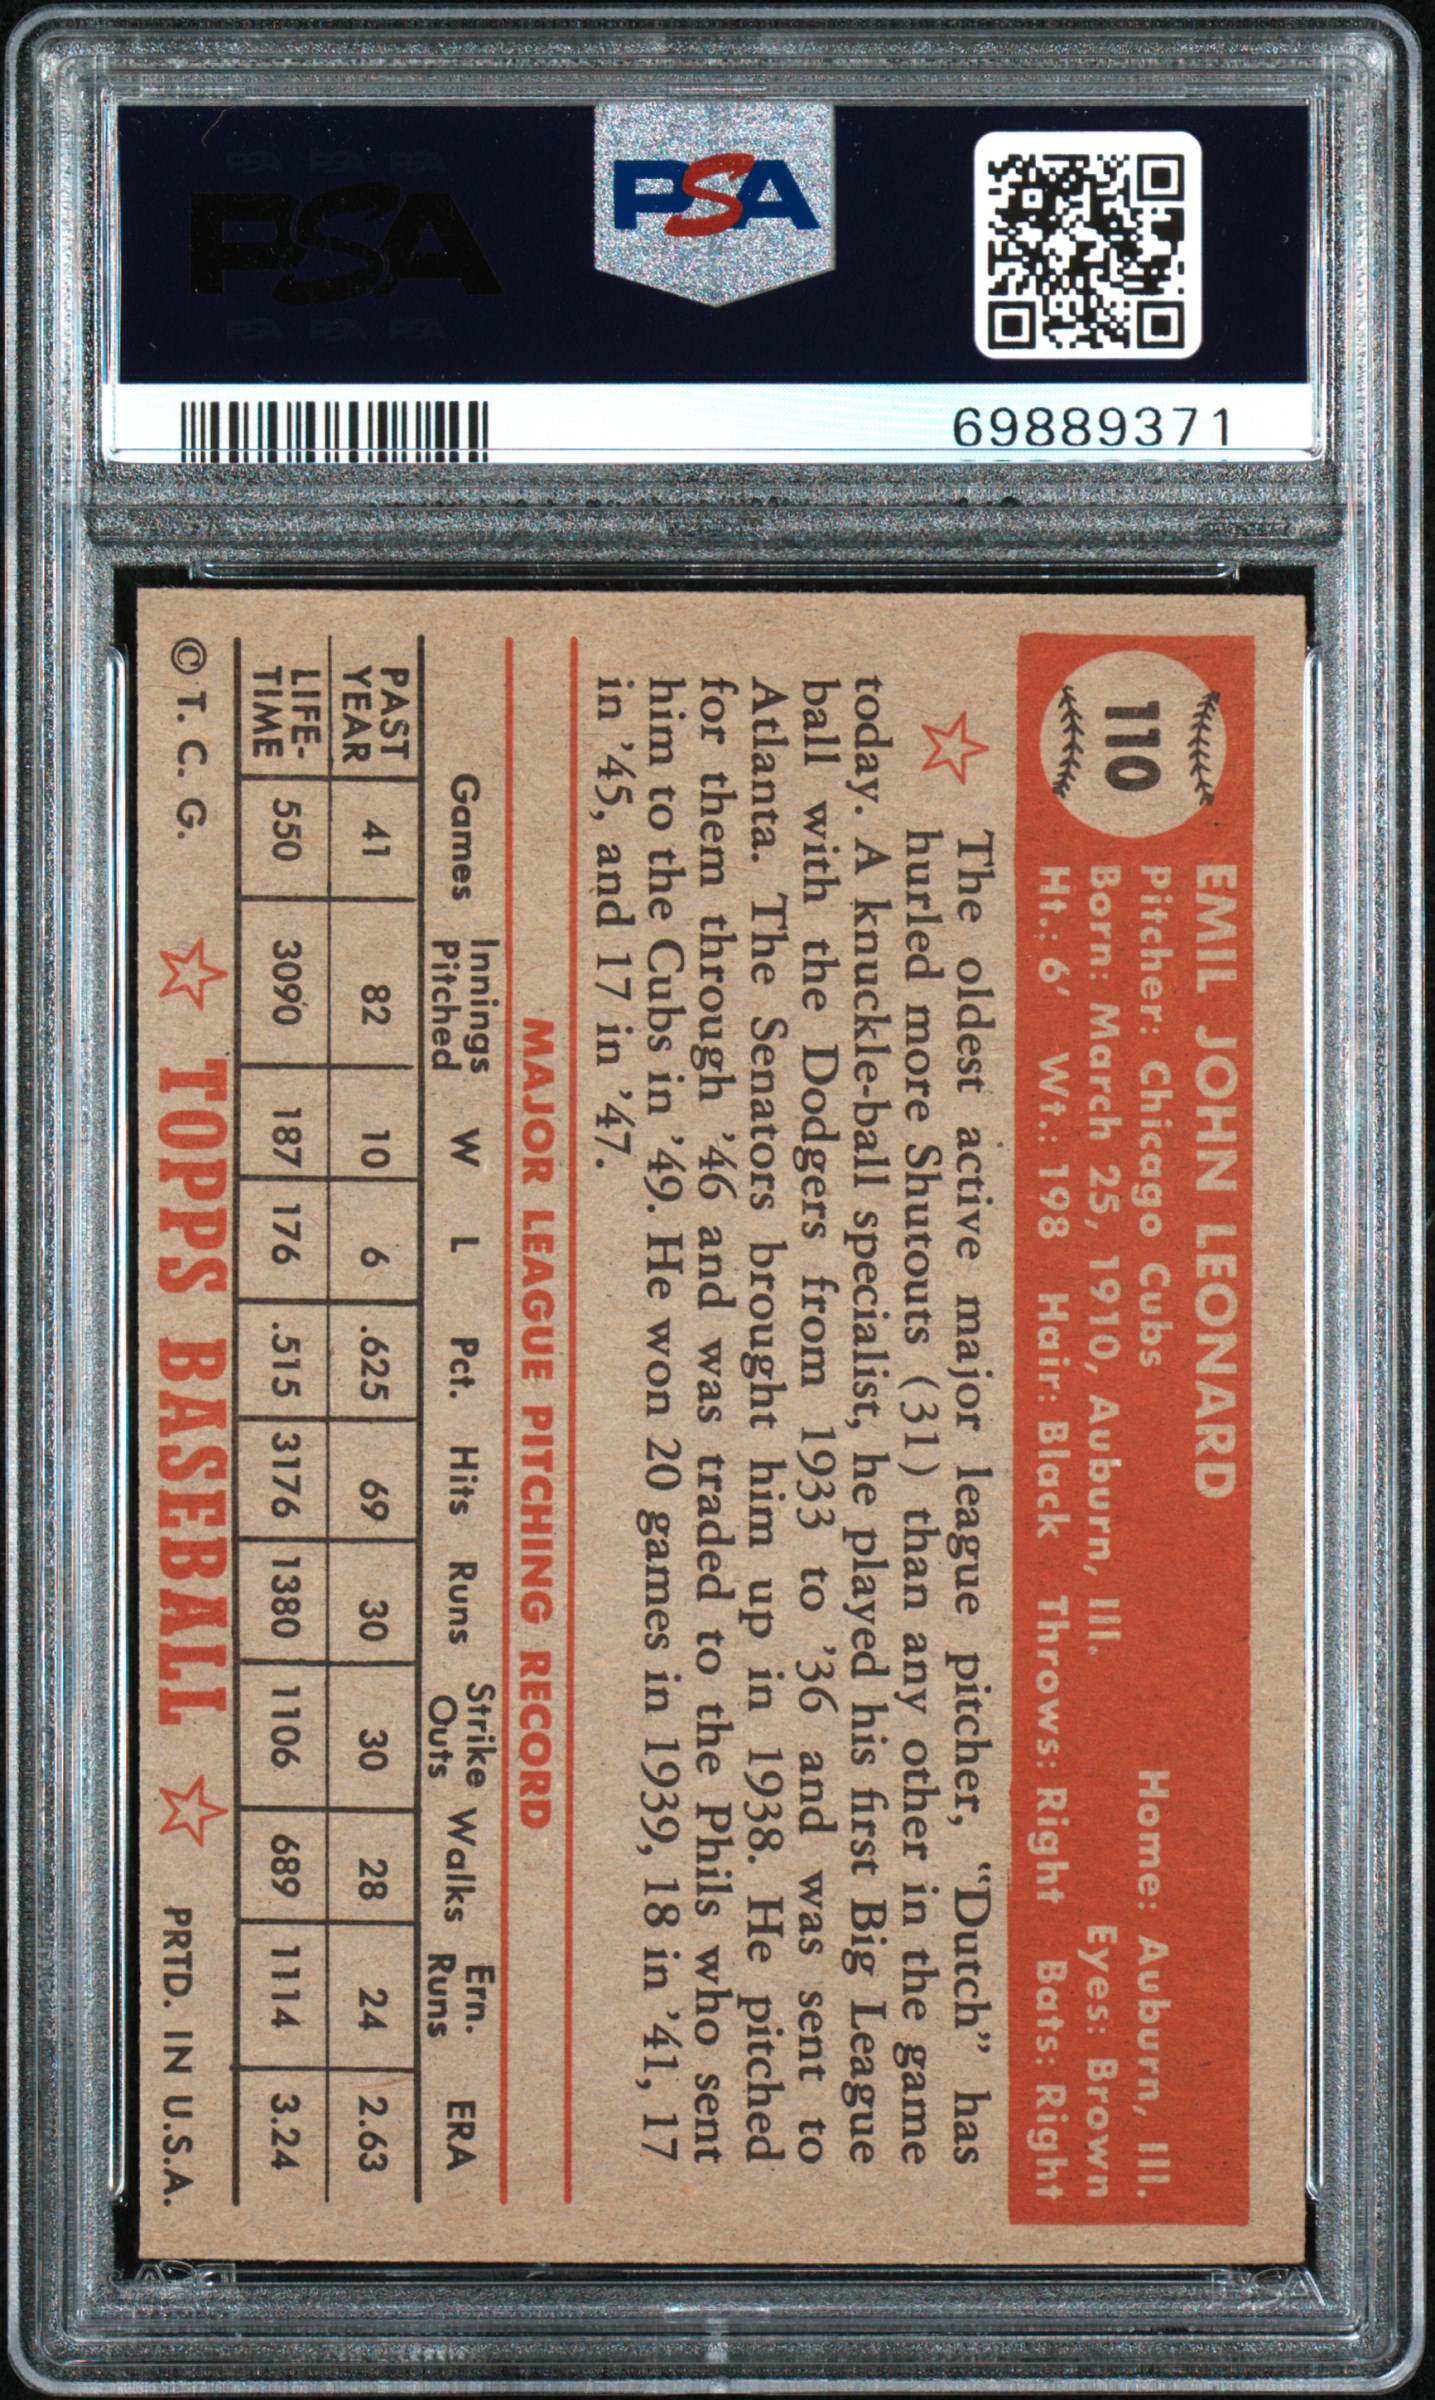 PSA
PSA
69889371
110
EMIL JOHN LEONARD
Pitcher: Chicago Cubs Home: Auburn, Ill.
Born: March 25, 1910, Auburn, Ill. Eyes: Brown
Ht.: 6' Wt.: 198 Hair: Black Throws: Right Bats: Right
The oldest active major league pitcher, "Dutch" has
hurled more Shutouts (31) than any other in the game
today. A knuckle-ball specialist, he played his first Big League
ball with the Dodgers from 1933 to '36 and was sent to
Atlanta. The Senators brought him up in 1938. He pitched
for them through '46 and was traded to the Phils who sent
him to the Cubs in '49. He won 20 games in 1939, 18 in '41, 17
in '45, and 17 in '47.
MAJOR LEAGUE PITCHING RECORD
Games Innings Pitched W L Pct. Hits Runs Strike Outs Walks Ern. Runs ERA
PAST YEAR 41 82 10 6 .625 69 30 30 28 24 2.63
LIFE-TIME 550 3090 187 176 .515 3176 1380 1106 689 1114 3.24
© T. C. G. TOPPS BASEBALL PRTD. IN U.S.A.
PSA